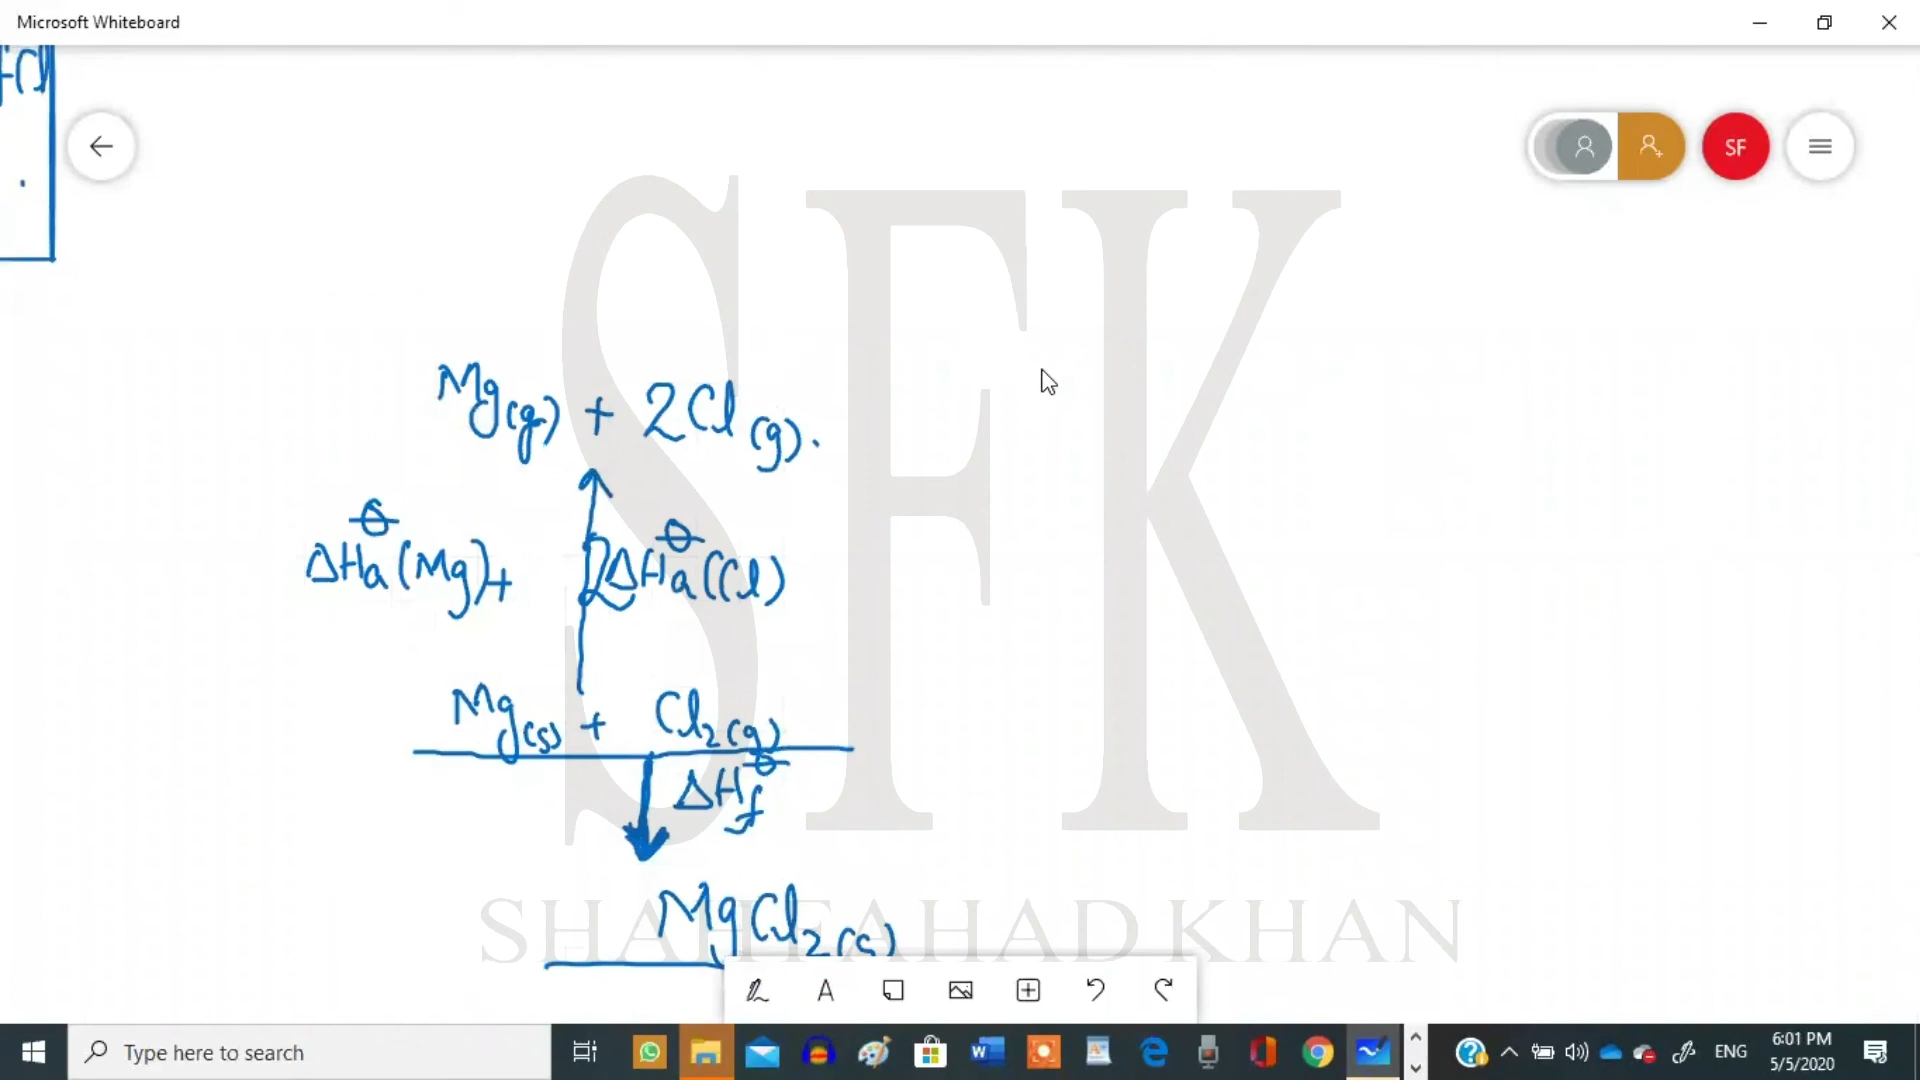 Microsoft Whiteboard
SF
SFK
Mg(g) + 2Cl(g).
ΔHa⦵(Mg)+ 2ΔHa⦵(Cl)
Mg(s) + Cl2(g)
ΔHf⦵
MgCl2(s)
SHAH FAHAD KHAN
Type here to search
ENG
6:01 PM
5/5/2020